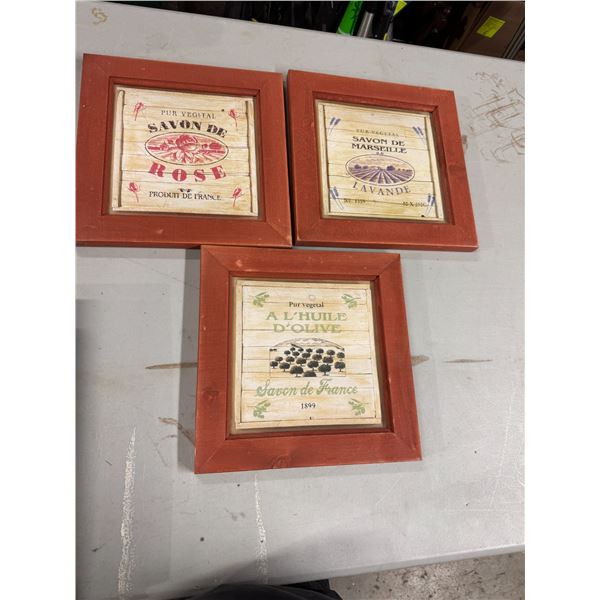 PUR VEGETAL
SAVON DE
ROSE
PRODUIT DE FRANCE
PUR VEGETAL
SAVON DE
MARSEILLE
LAVANDE
Pur vegetal
A L'HUILE
D'OLIVE
Savon de France
1899